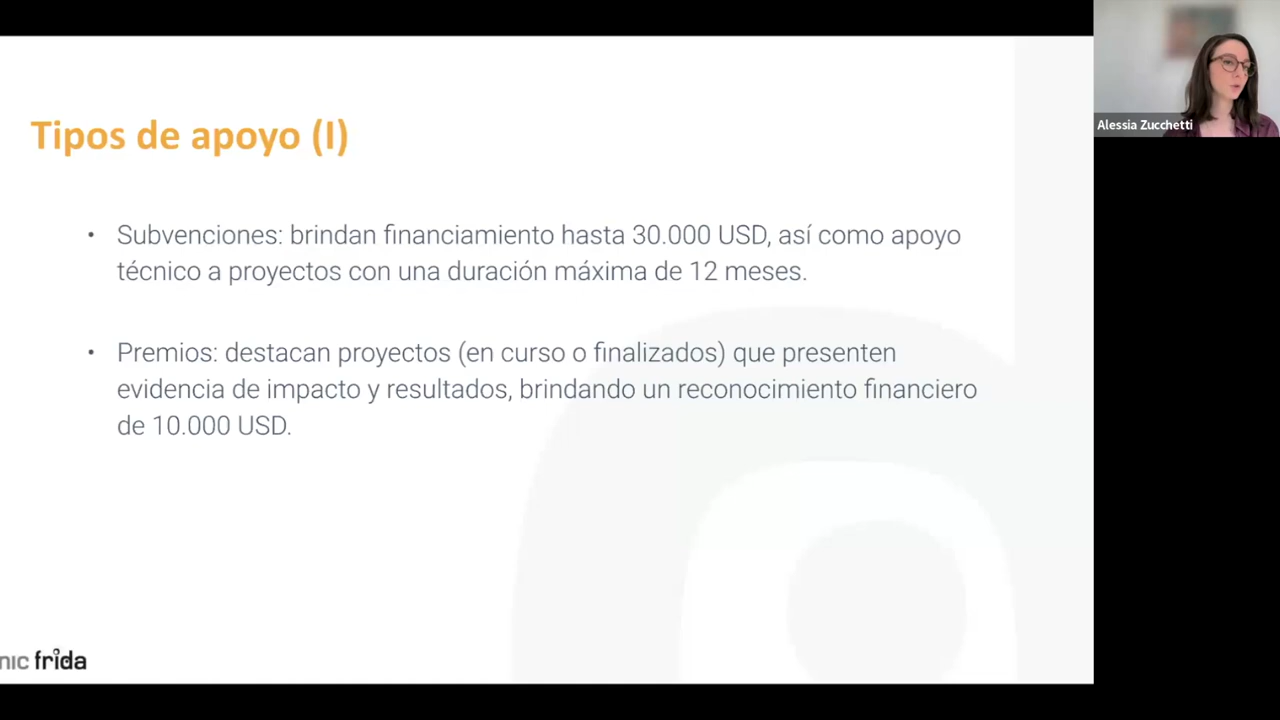 Tipos de apoyo (I)
• Subvenciones: brindan financiamiento hasta 30.000 USD, así como apoyo
técnico a proyectos con una duración máxima de 12 meses.
• Premios: destacan proyectos (en curso o finalizados) que presenten
evidencia de impacto y resultados, brindando un reconocimiento financiero
de 10.000 USD.
nic frida
Alessia Zucchetti